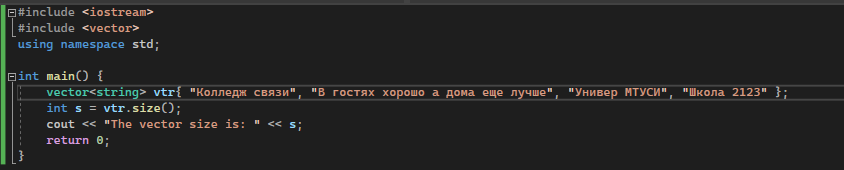 #include <iostream>
#include <vector>
using namespace std;
int main() {
vector<string> vtr{ "Колледж связи", "В гостях хорошо а дома еще лучше", "Универ МТУСИ", "Школа 2123" };
int s = vtr.size();
cout << "The vector size is: " << s;
return 0;
}